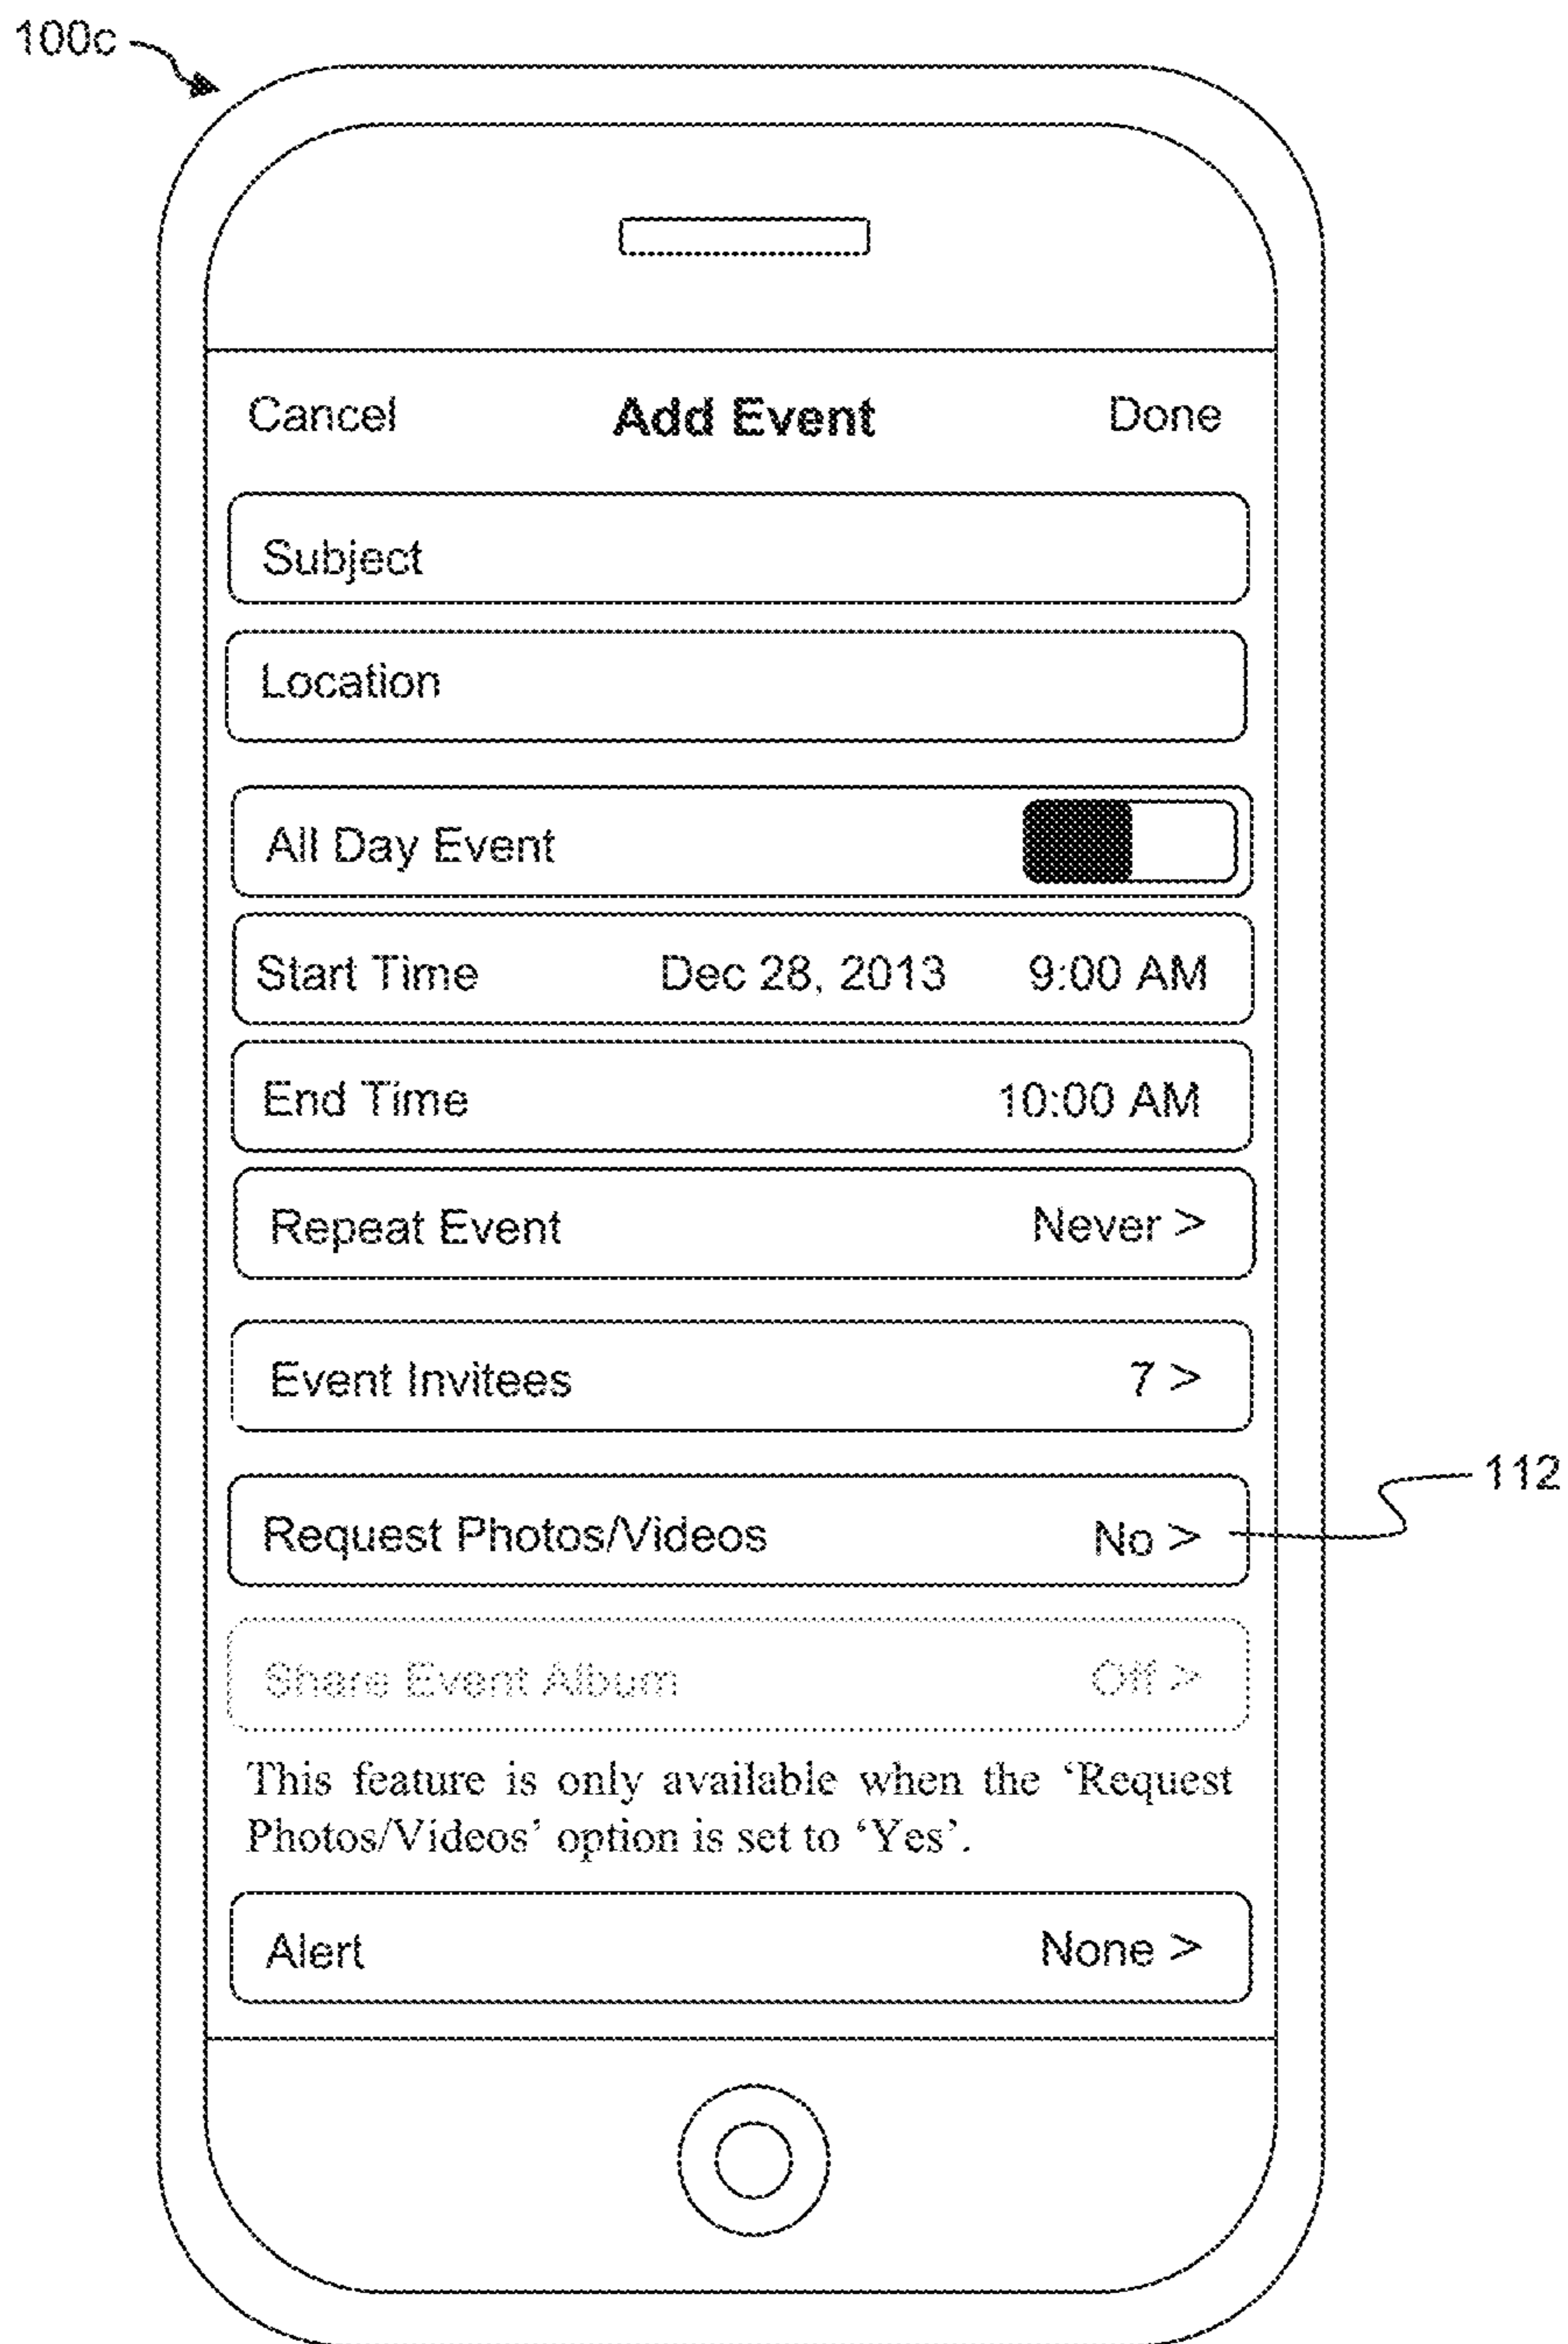 100c
Cancel Add Event Done
Subject
Location
All Day Event
Start Time Dec 28, 2013 9:00 AM
End Time 10:00 AM
Repeat Event Never >
Event Invitees 7 >
112
Request Photos/Videos No >
Share Event Album Off >
This feature is only available when the ‘Request
Photos/Videos’ option is set to ‘Yes’.
Alert None >